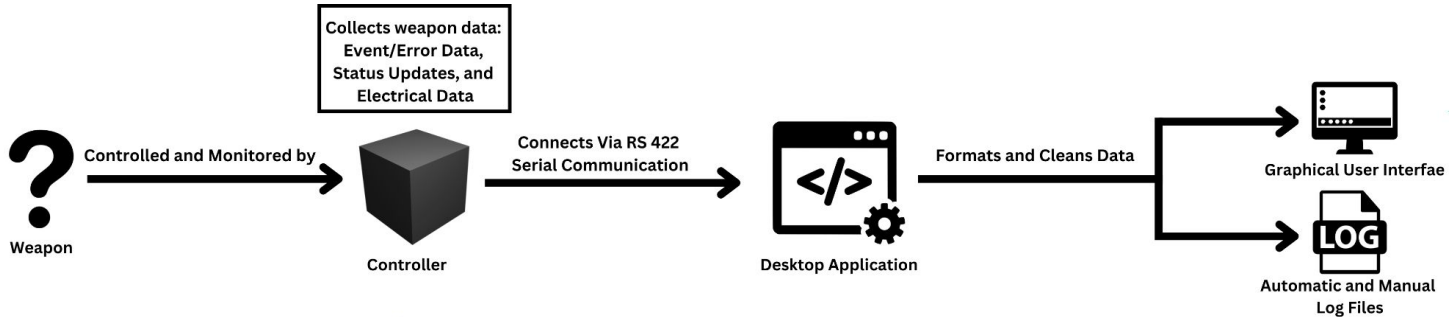 Collects weapon data:
Event/Error Data,
Status Updates, and
Electrical Data
Weapon
Controlled and Monitored by
Controller
Connects Via RS 422
Serial Communication
</>
Desktop Application
Formats and Cleans Data
Graphical User Interfae
LOG
Automatic and Manual
Log Files